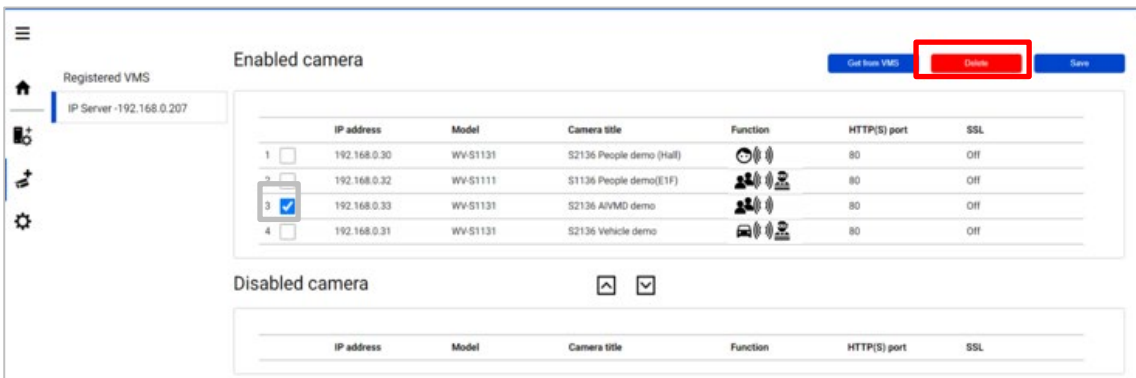 Enabled camera
Get from VMS Delete Save
Registered VMS
IP Server -192.168.0.207
IP address Model Camera title Function HTTP(S) port SSL
1 192.168.0.30 WV-S1131 S2136 People demo (Hall) 80 Off
2 192.168.0.32 WV-S1111 S1136 People demo(E1F) 80 Off
3 192.168.0.33 WV-S1131 S2136 AIVMD demo 80 Off
4 192.168.0.31 WV-S1131 S2136 Vehicle demo 80 Off
Disabled camera
IP address Model Camera title Function HTTP(S) port SSL